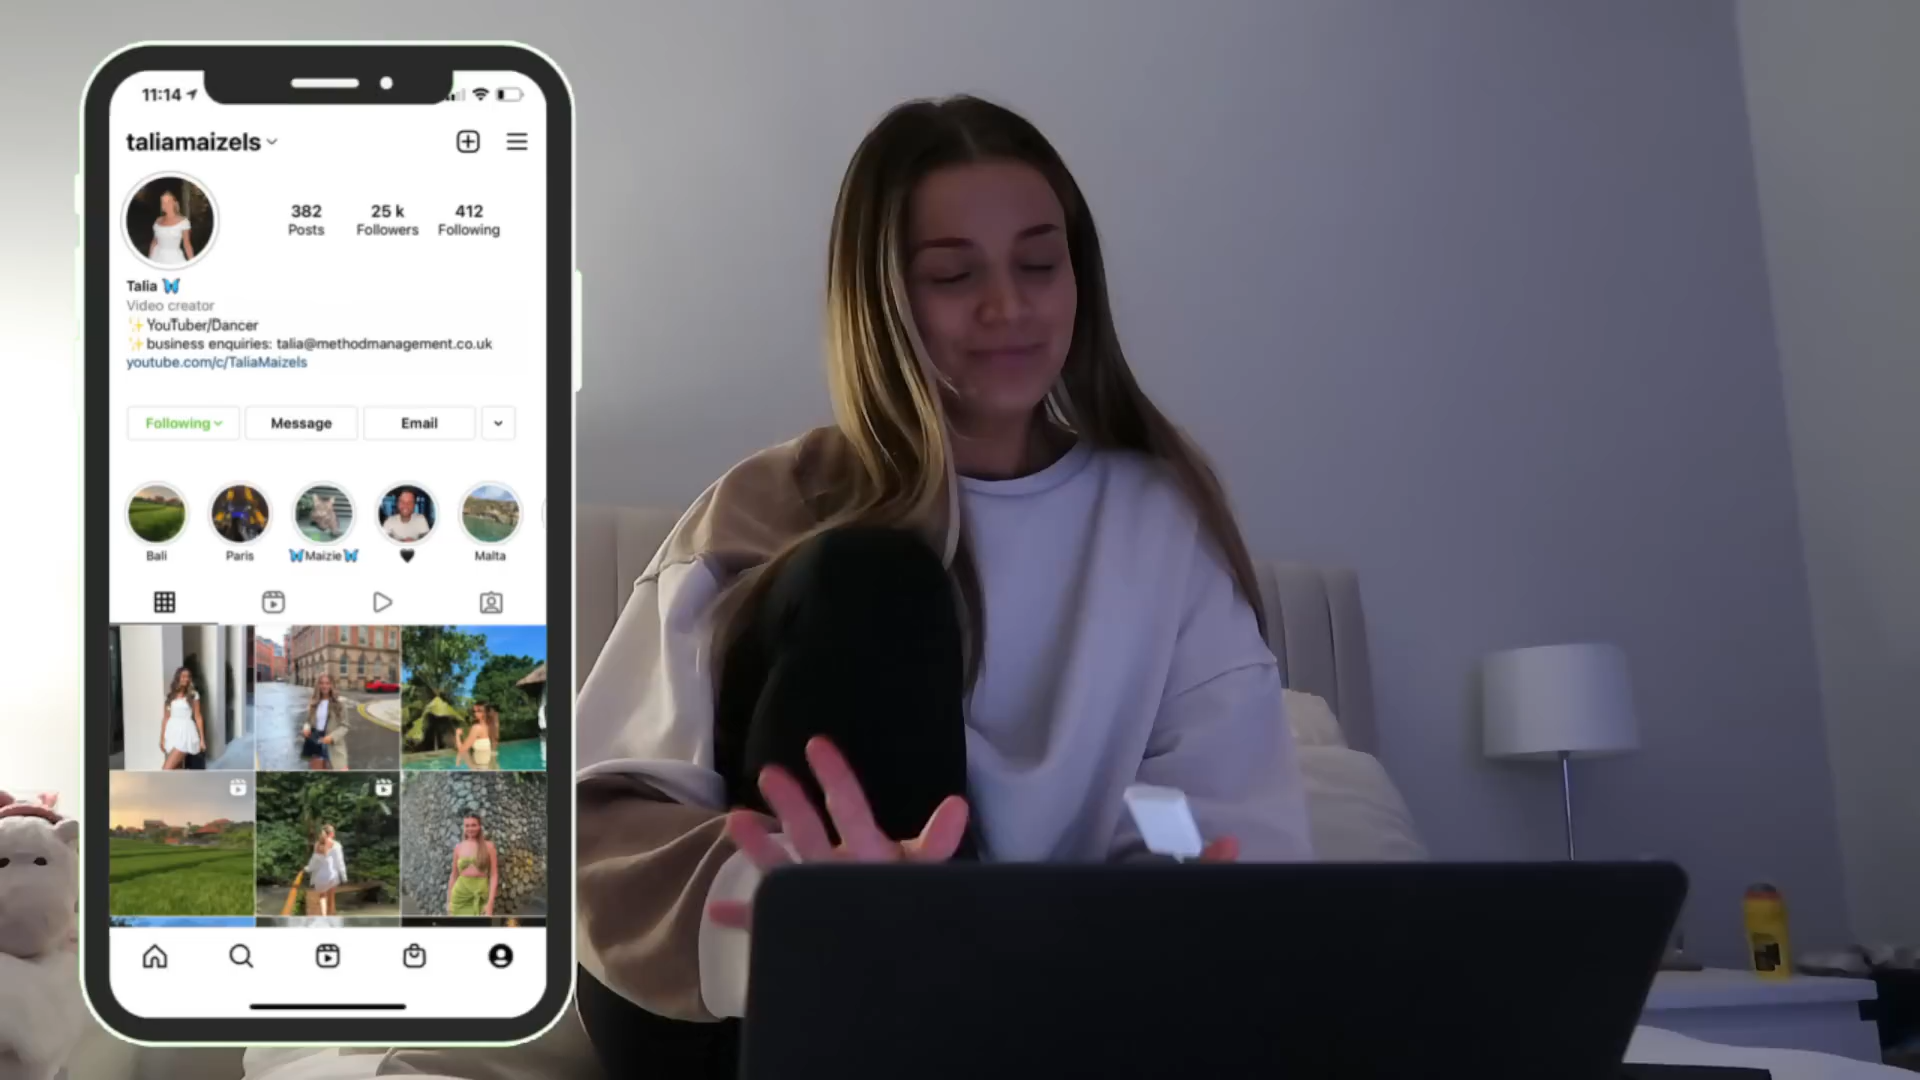 11:14
taliamaizels
382 25 k 412
Posts Followers Following
Talia 🦋
Video creator
✨YouTuber/Dancer
✨business enquiries: talia@methodmanagement.co.uk
youtube.com/c/TaliaMaizels
Following Message Email
Bali Paris 🦋Maizie🦋 🖤 Malta